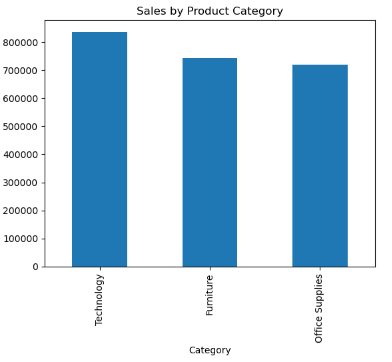 Sales by Product Category
800000
700000
600000
500000
400000
300000
200000
100000
0
Technology
Furniture
Office Supplies
Category